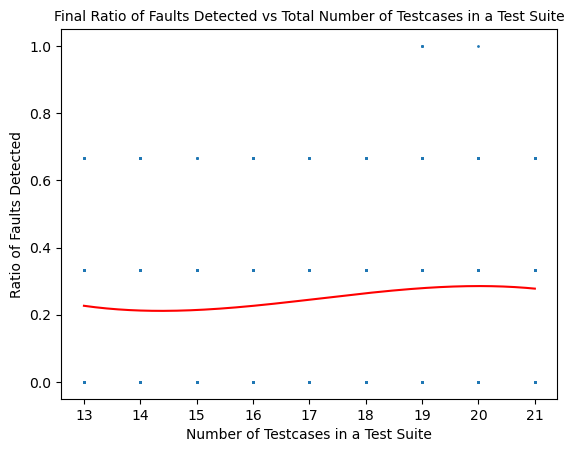 Final Ratio of Faults Detected vs Total Number of Testcases in a Test Suite
1.0
0.8
0.6
0.4
0.2
0.0
Ratio of Faults Detected
13 14 15 16 17 18 19 20 21
Number of Testcases in a Test Suite